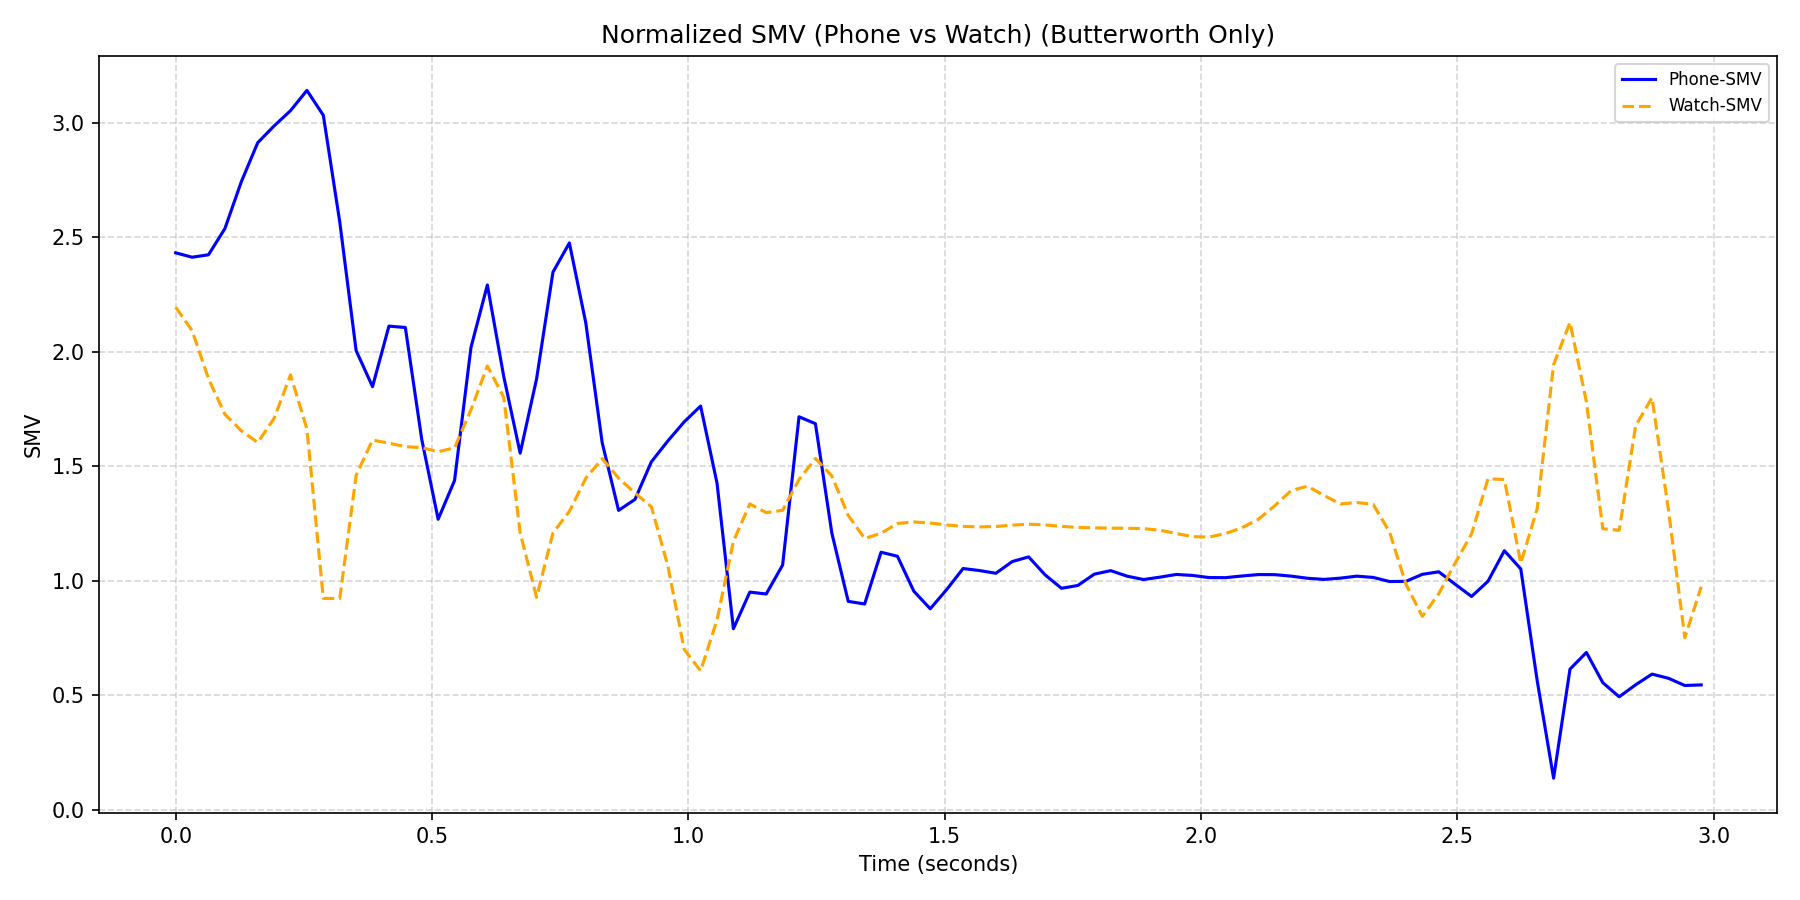 Normalized SMV (Phone vs Watch) (Butterworth Only)
Phone-SMV
Watch-SMV
SMV
3.0
2.5
2.0
1.5
1.0
0.5
0.0
0.0 0.5 1.0 1.5 2.0 2.5 3.0
Time (seconds)